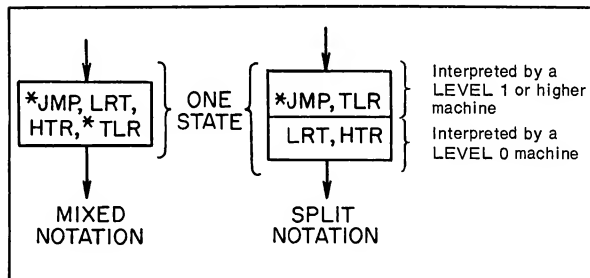 *JMP, LRT,
HTR,*TLR
MIXED
NOTATION
ONE
STATE
*JMP, TLR
LRT, HTR
SPLIT
NOTATION
Interpreted by a
LEVEL 1 or higher
machine
Interpreted by a
LEVEL 0 machine